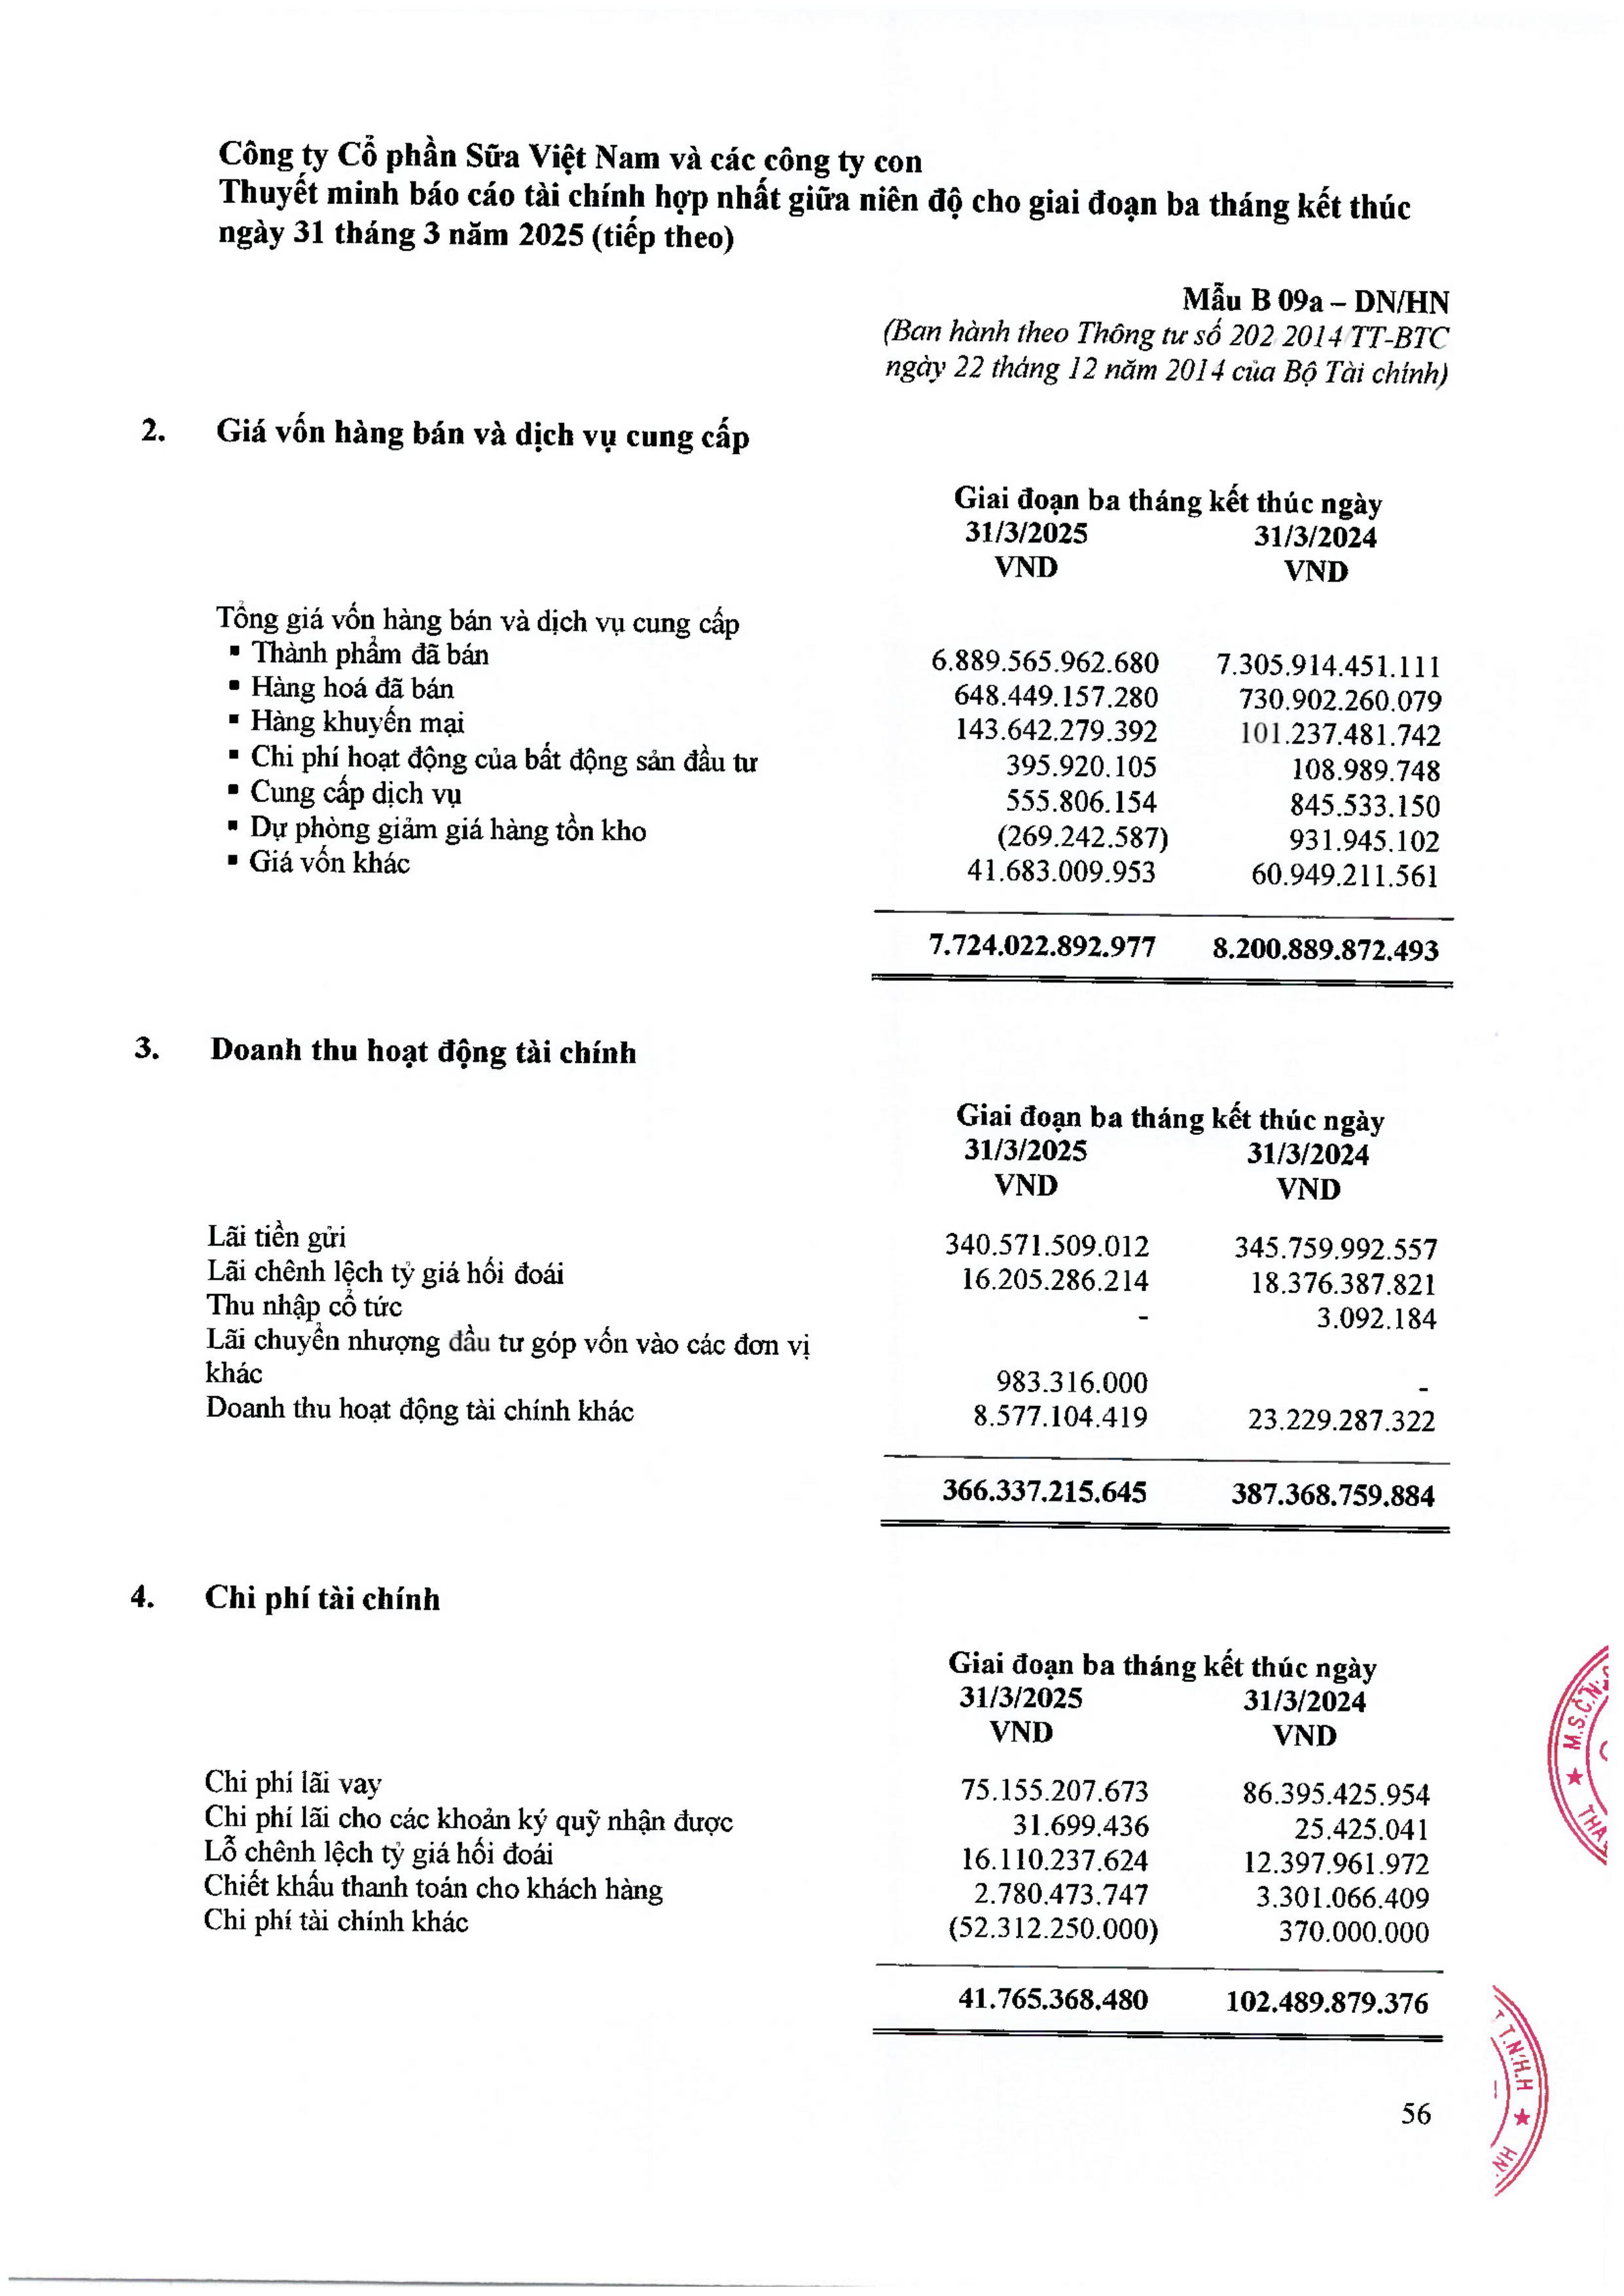 Công ty Cổ phần Sữa Việt Nam và các công ty con
Thuyết minh báo cáo tài chính hợp nhất giữa niên độ cho giai đoạn ba tháng kết thúc
ngày 31 tháng 3 năm 2025 (tiếp theo)
Mẫu B 09a – DN/HN
(Ban hành theo Thông tư số 202 2014/TT-BTC
ngày 22 tháng 12 năm 2014 của Bộ Tài chính)
2. Giá vốn hàng bán và dịch vụ cung cấp
Giai đoạn ba tháng kết thúc ngày
31/3/2025 31/3/2024
VND VND
Tổng giá vốn hàng bán và dịch vụ cung cấp
▪ Thành phẩm đã bán 6.889.565.962.680 7.305.914.451.111
▪ Hàng hoá đã bán 648.449.157.280 730.902.260.079
▪ Hàng khuyến mại 143.642.279.392 101.237.481.742
▪ Chi phí hoạt động của bất động sản đầu tư 395.920.105 108.989.748
▪ Cung cấp dịch vụ 555.806.154 845.533.150
▪ Dự phòng giảm giá hàng tồn kho (269.242.587) 931.945.102
▪ Giá vốn khác 41.683.009.953 60.949.211.561
7.724.022.892.977 8.200.889.872.493
3. Doanh thu hoạt động tài chính
Giai đoạn ba tháng kết thúc ngày
31/3/2025 31/3/2024
VND VND
Lãi tiền gửi 340.571.509.012 345.759.992.557
Lãi chênh lệch tỷ giá hối đoái 16.205.286.214 18.376.387.821
Thu nhập cổ tức - 3.092.184
Lãi chuyển nhượng đầu tư góp vốn vào các đơn vị
khác 983.316.000 -
Doanh thu hoạt động tài chính khác 8.577.104.419 23.229.287.322
366.337.215.645 387.368.759.884
4. Chi phí tài chính
Giai đoạn ba tháng kết thúc ngày
31/3/2025 31/3/2024
VND VND
Chi phí lãi vay 75.155.207.673 86.395.425.954
Chi phí lãi cho các khoản ký quỹ nhận được 31.699.436 25.425.041
Lỗ chênh lệch tỷ giá hối đoái 16.110.237.624 12.397.961.972
Chiết khấu thanh toán cho khách hàng 2.780.473.747 3.301.066.409
Chi phí tài chính khác (52.312.250.000) 370.000.000
41.765.368.480 102.489.879.376
M.S.C.N
T.N.H.H
56